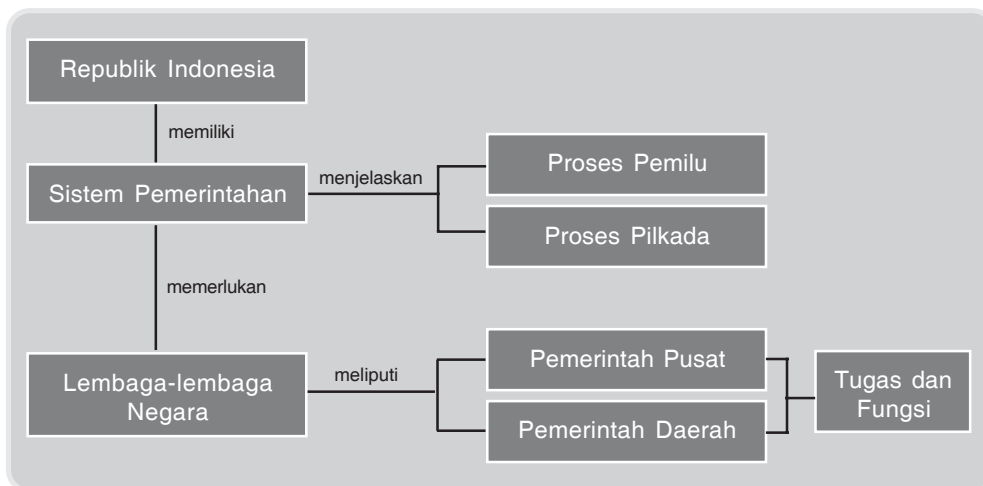 Republik Indonesia
memiliki
Sistem Pemerintahan
menjelaskan
Proses Pemilu
Proses Pilkada
memerlukan
Lembaga-lembaga
Negara
meliputi
Pemerintah Pusat
Pemerintah Daerah
Tugas dan
Fungsi